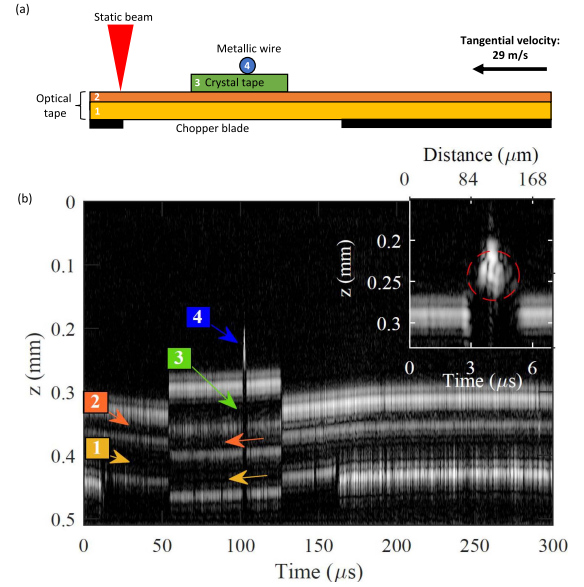 (a)
Static beam
Metallic wire
4
Tangential velocity:
29 m/s
3 Crystal tape
Optical
tape
2
1
Chopper blade
(b)
Distance (μm)
0 84 168
z (mm)
0.2
0.25
0.3
3 6
Time (μs)
z (mm)
0
0.1
0.2
0.3
0.4
0.5
4
3
2
1
0 50 100 150 200 250 300
Time (μs)